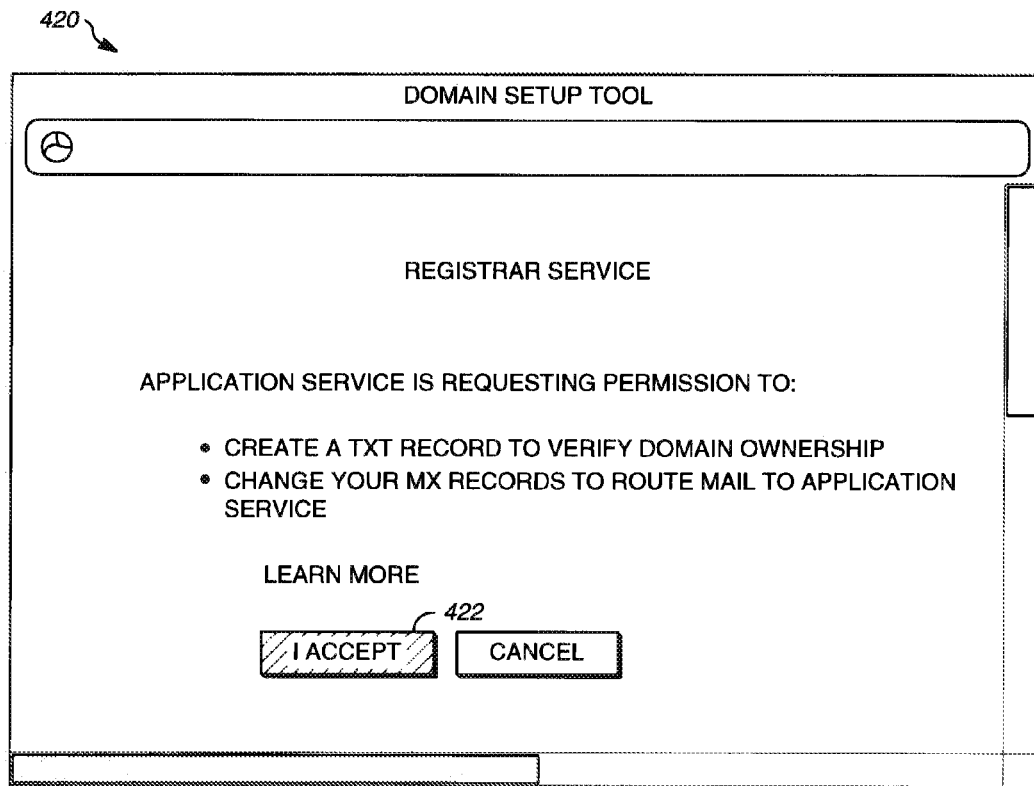 420
DOMAIN SETUP TOOL
REGISTRAR SERVICE
APPLICATION SERVICE IS REQUESTING PERMISSION TO:
• CREATE A TXT RECORD TO VERIFY DOMAIN OWNERSHIP
• CHANGE YOUR MX RECORDS TO ROUTE MAIL TO APPLICATION
SERVICE
LEARN MORE
422
I ACCEPT
CANCEL